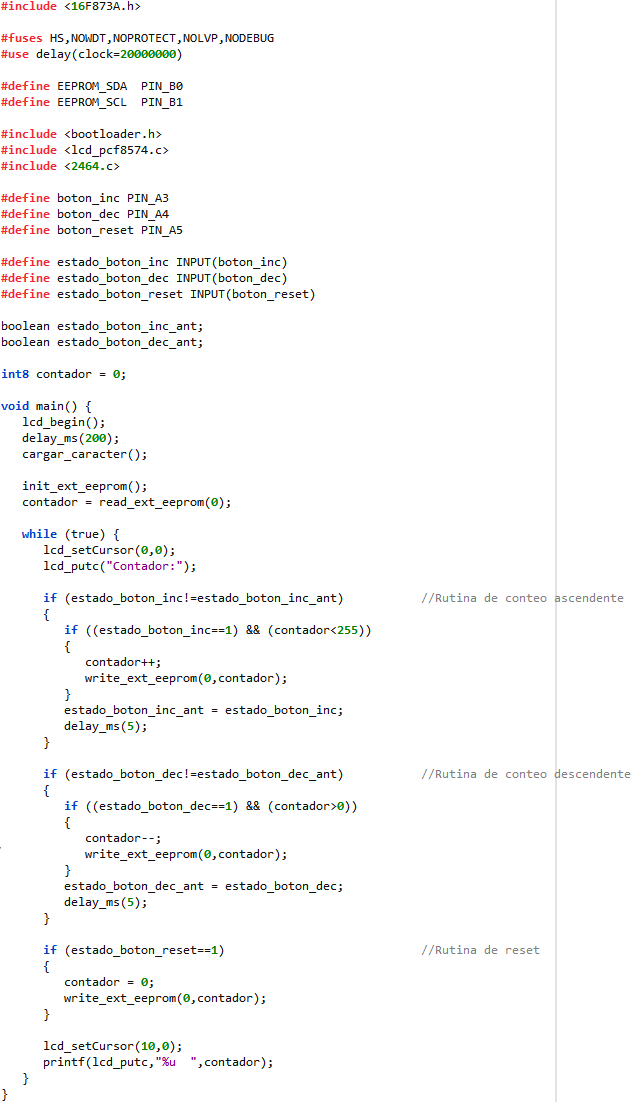 #include <16F873A.h>
#fuses HS,NOWDT,NOPROTECT,NOLVP,NODEBUG
#use delay(clock=20000000)
#define EEPROM_SDA  PIN_B0
#define EEPROM_SCL  PIN_B1
#include <bootloader.h>
#include <lcd_pcf8574.c>
#include <2464.c>
#define boton_inc PIN_A3
#define boton_dec PIN_A4
#define boton_reset PIN_A5
#define estado_boton_inc INPUT(boton_inc)
#define estado_boton_dec INPUT(boton_dec)
#define estado_boton_reset INPUT(boton_reset)
boolean estado_boton_inc_ant;
boolean estado_boton_dec_ant;
int8 contador = 0;
void main() {
   lcd_begin();
   delay_ms(200);
   cargar_caracter();
   init_ext_eeprom();
   contador = read_ext_eeprom(0);
   while (true) {
      lcd_setCursor(0,0);
      lcd_putc("Contador:");
      if (estado_boton_inc!=estado_boton_inc_ant)           //Rutina de conteo ascendente
      {
         if ((estado_boton_inc==1) && (contador<255))
         {
            contador++;
            write_ext_eeprom(0,contador);
         }
         estado_boton_inc_ant = estado_boton_inc;
         delay_ms(5);
      }
      if (estado_boton_dec!=estado_boton_dec_ant)           //Rutina de conteo descendente
      {
         if ((estado_boton_dec==1) && (contador>0))
         {
            contador--;
            write_ext_eeprom(0,contador);
         }
         estado_boton_dec_ant = estado_boton_dec;
         delay_ms(5);
      }
      if (estado_boton_reset==1)                            //Rutina de reset
      {
         contador = 0;
         write_ext_eeprom(0,contador);
      }
      lcd_setCursor(10,0);
      printf(lcd_putc,"%u  ",contador);
   }
}